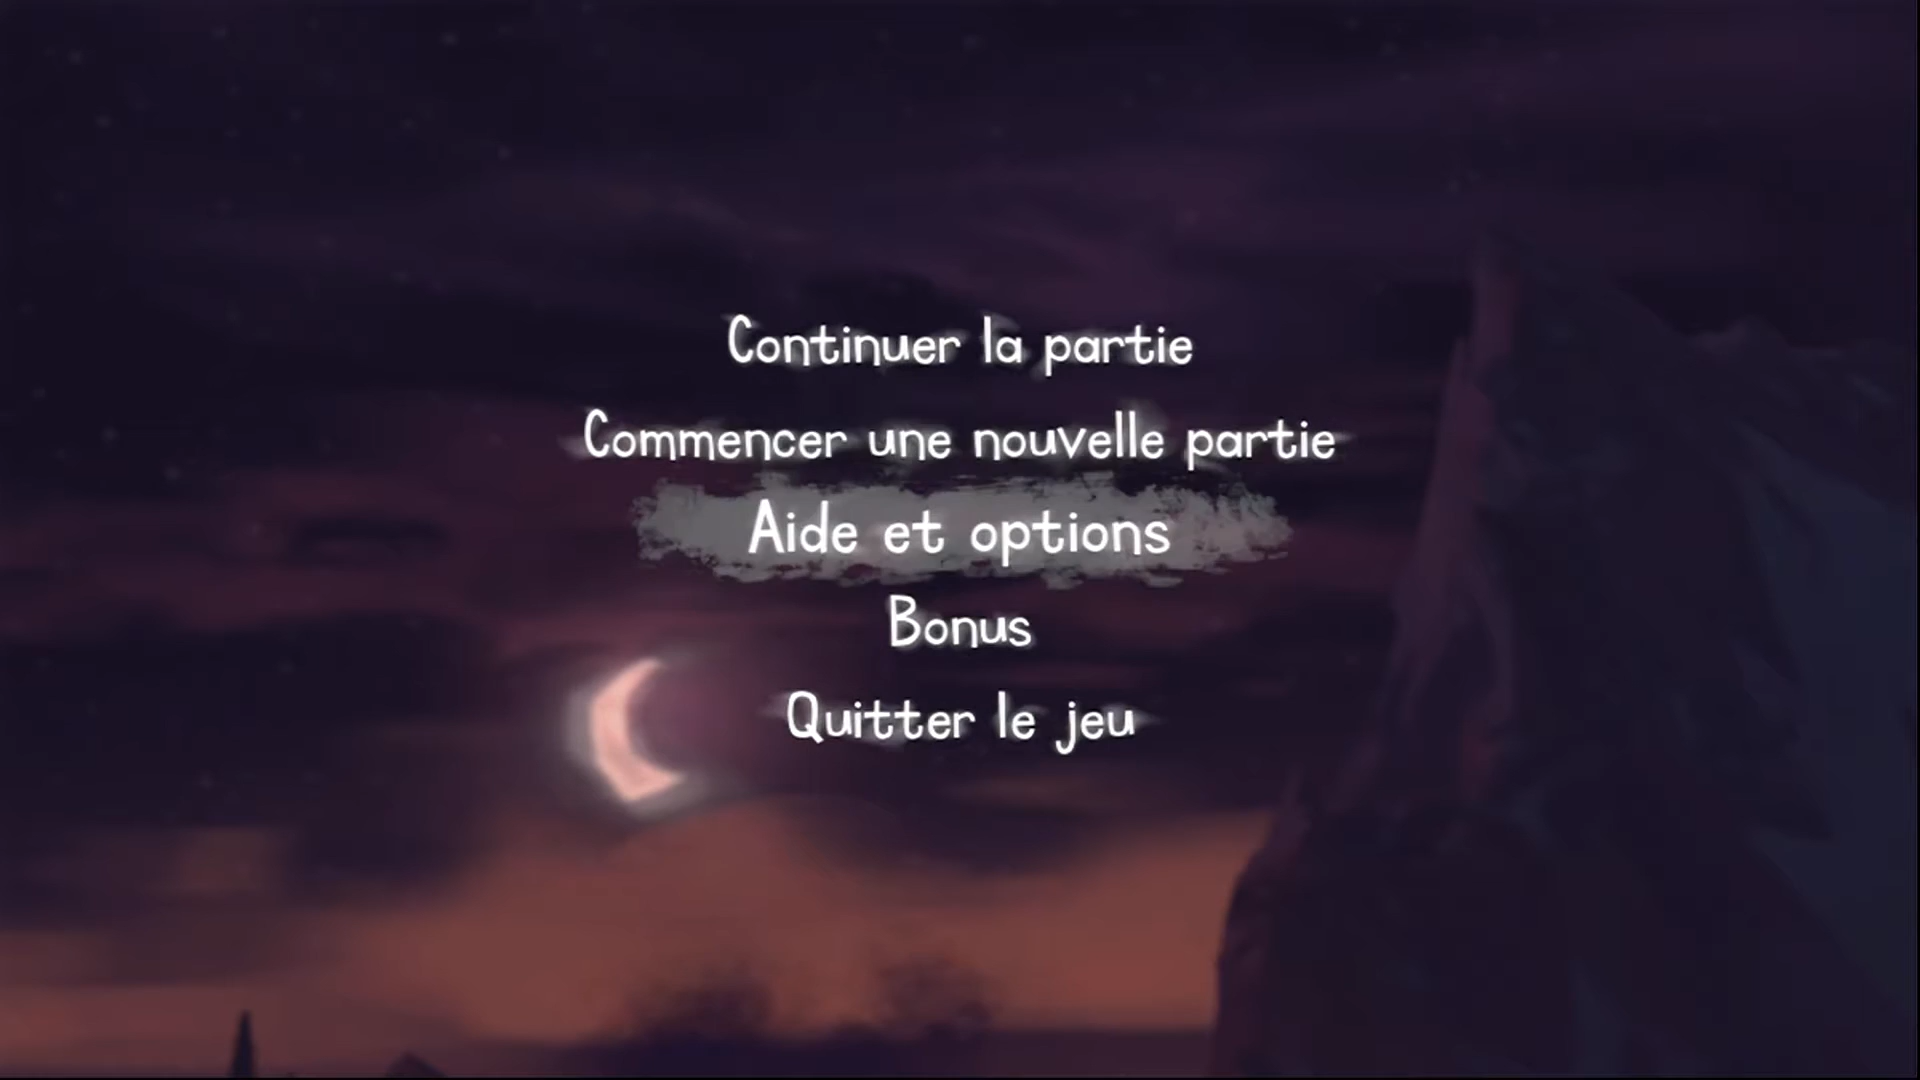 Continuer la partie
Commencer une nouvelle partie
Aide et options
Bonus
Quitter le jeu